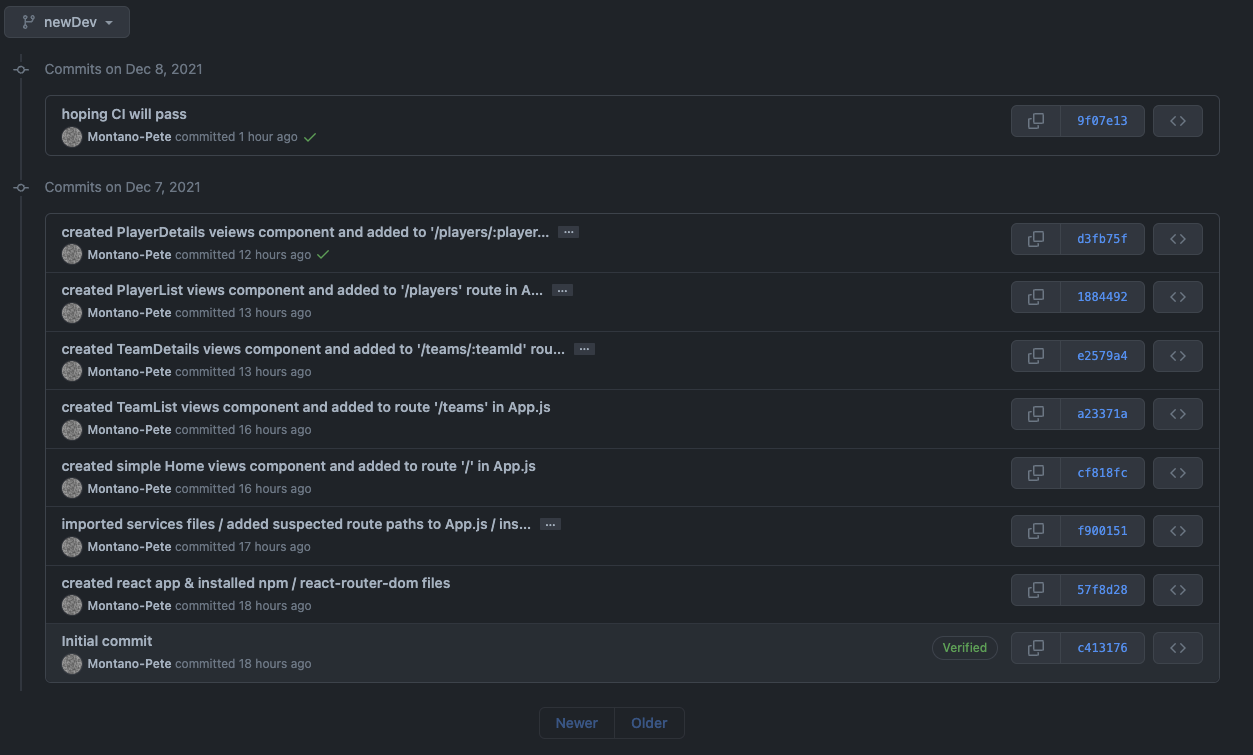 newDev
Commits on Dec 8, 2021
hoping CI will pass
Montano-Pete committed 1 hour ago
9f07e13
Commits on Dec 7, 2021
created PlayerDetails veiews component and added to '/players/:player...
Montano-Pete committed 12 hours ago
d3fb75f
created PlayerList views component and added to '/players' route in A...
Montano-Pete committed 13 hours ago
1884492
created TeamDetails views component and added to '/teams/:teamId' rou...
Montano-Pete committed 13 hours ago
e2579a4
created TeamList views component and added to route '/teams' in App.js
Montano-Pete committed 16 hours ago
a23371a
created simple Home views component and added to route '/' in App.js
Montano-Pete committed 16 hours ago
cf818fc
imported services files / added suspected route paths to App.js / ins...
Montano-Pete committed 17 hours ago
f900151
created react app & installed npm / react-router-dom files
Montano-Pete committed 18 hours ago
57f8d28
Initial commit
Montano-Pete committed 18 hours ago
Verified
c413176
Newer Older